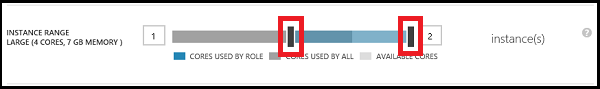 INSTANCE RANGE
LARGE (4 CORES, 7 GB MEMORY )
1
2
instance(s)
?
CORES USED BY ROLE
CORES USED BY ALL
AVAILABLE CORES